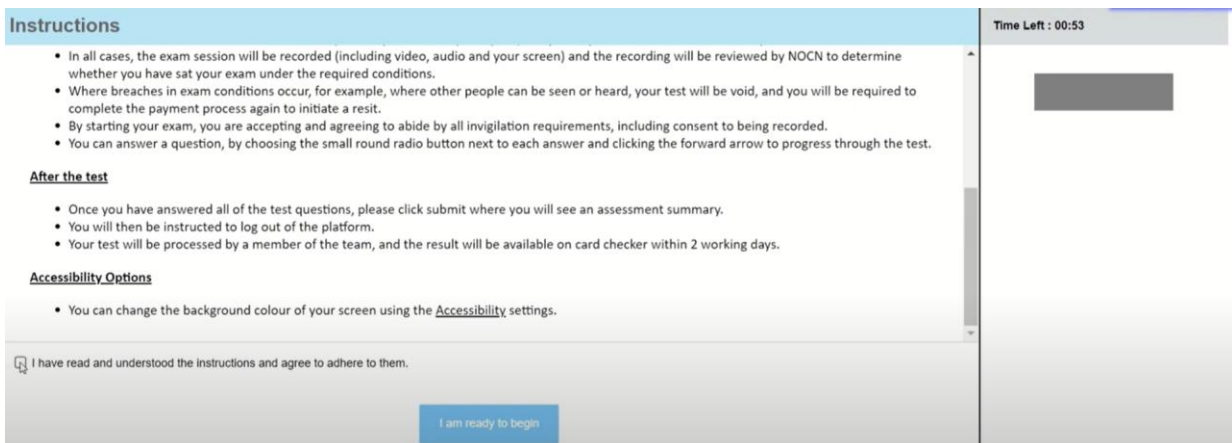 Instructions
Time Left : 00:53
• In all cases, the exam session will be recorded (including video, audio and your screen) and the recording will be reviewed by NOCN to determine
whether you have sat your exam under the required conditions.
• Where breaches in exam conditions occur, for example, where other people can be seen or heard, your test will be void, and you will be required to
complete the payment process again to initiate a resit.
• By starting your exam, you are accepting and agreeing to abide by all invigilation requirements, including consent to being recorded.
• You can answer a question, by choosing the small round radio button next to each answer and clicking the forward arrow to progress through the test.
After the test
• Once you have answered all of the test questions, please click submit where you will see an assessment summary.
• You will then be instructed to log out of the platform.
• Your test will be processed by a member of the team, and the result will be available on card checker within 2 working days.
Accessibility Options
• You can change the background colour of your screen using the Accessibility settings.
I have read and understood the instructions and agree to adhere to them.
I am ready to begin